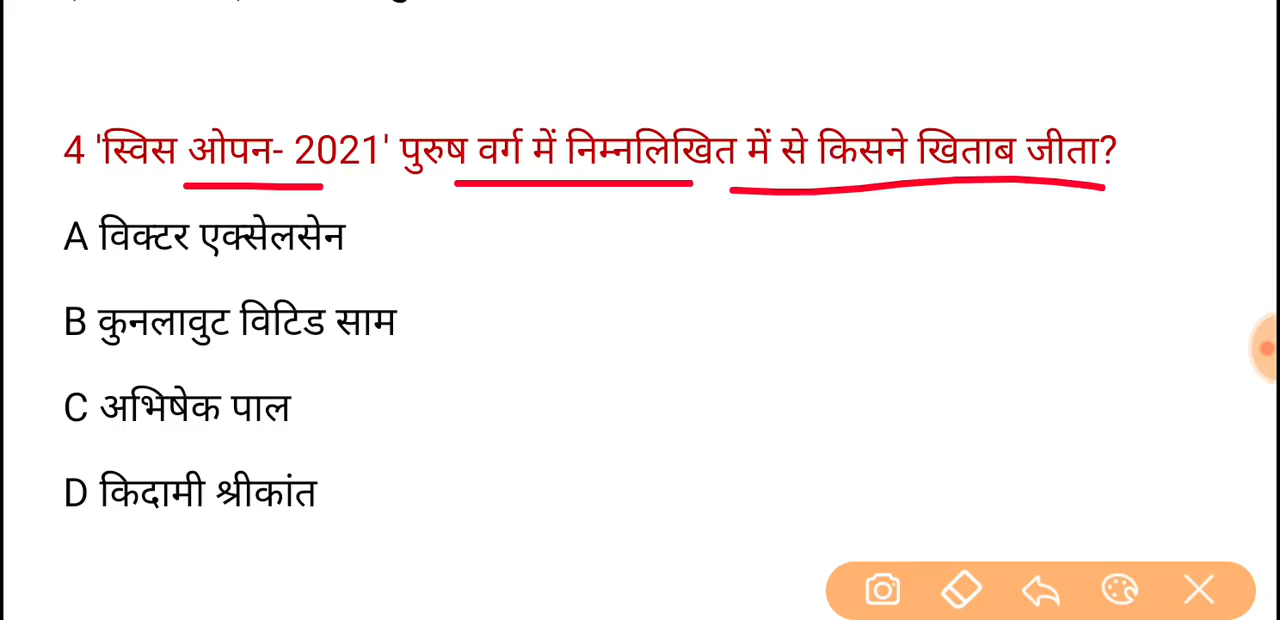 4 'स्विस ओपन- 2021' पुरुष वर्ग में निम्नलिखित में से किसने खिताब जीता?
A विक्टर एक्सेलसेन
B कुनलावुट विटिड साम
C अभिषेक पाल
D किदामी श्रीकांत